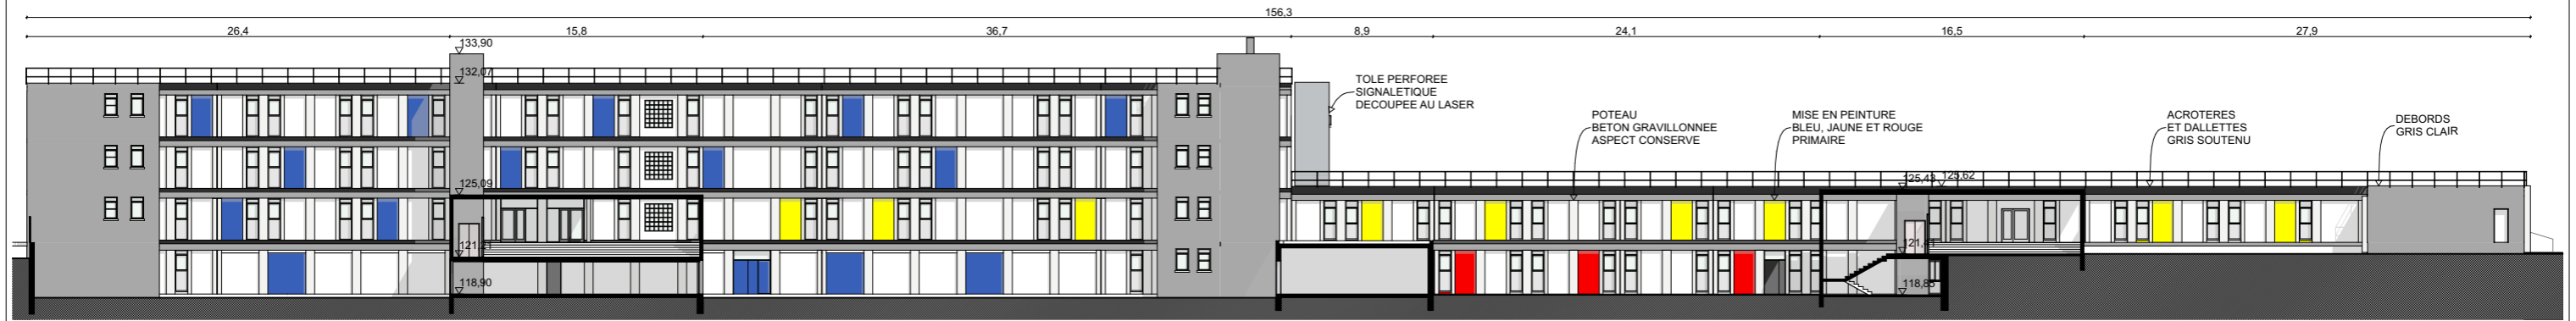 156,3
26,4
15,8
36,7
8,9
24,1
16,5
27,9
133,90
132,07
TOLE PERFOREE
SIGNALETIQUE
DECOUPEE AU LASER
POTEAU
BETON GRAVILLONNEE
ASPECT CONSERVE
MISE EN PEINTURE
BLEU, JAUNE ET ROUGE
PRIMAIRE
ACROTERES
ET DALLETTES
GRIS SOUTENU
DEBORDS
GRIS CLAIR
125,09
125,43
125,62
121,21
121,41
118,90
118,85